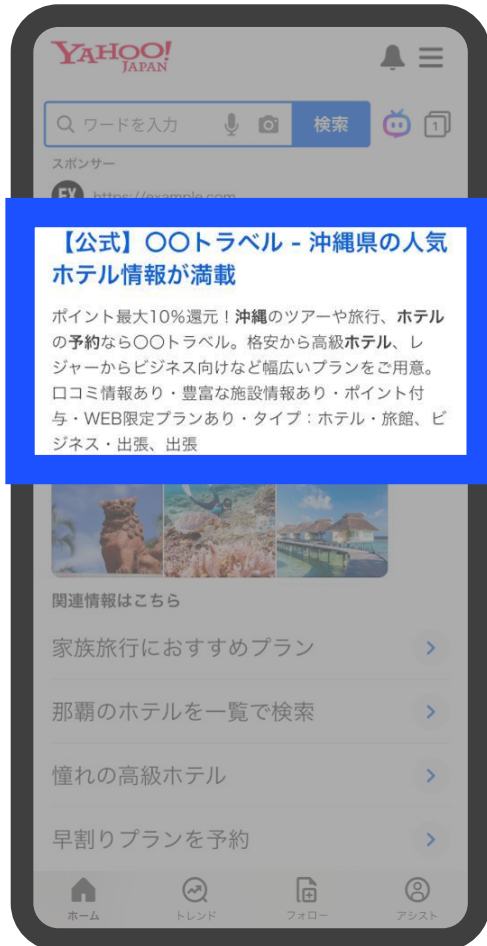 YAHOO!
JAPAN
ワードを入力
検索
1
スポンサー
EX https://example.com
【公式】〇〇トラベル - 沖縄県の人気
ホテル情報が満載
ポイント最大10%還元！沖縄のツアーや旅行、ホテル
の予約なら〇〇トラベル。格安から高級ホテル、レ
ジャーからビジネス向けなど幅広いプランをご用意。
口コミ情報あり・豊富な施設情報あり・ポイント付
与・WEB限定プランあり・タイプ：ホテル・旅館、ビ
ジネス・出張、出張
関連情報はこちら
家族旅行におすすめプラン
那覇のホテルを一覧で検索
憧れの高級ホテル
早割りプランを予約
ホーム
トレンド
フォロー
アシスト